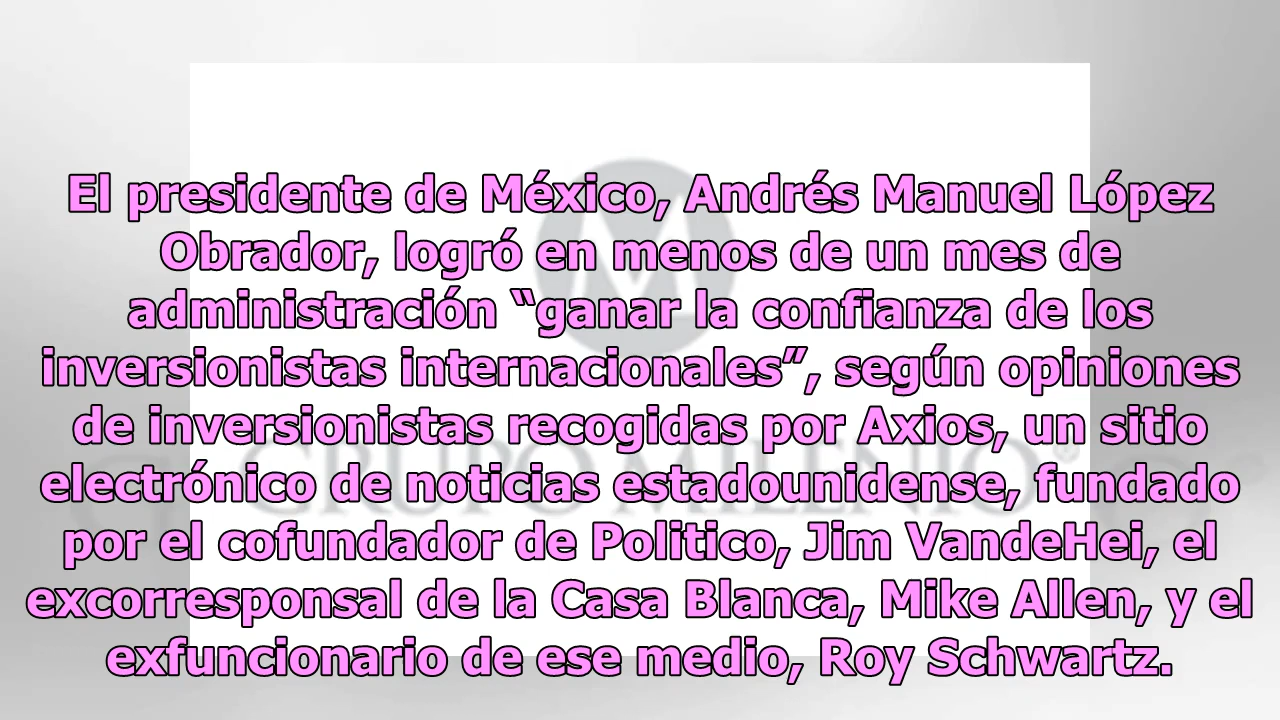 El presidente de México, Andrés Manuel López
Obrador, logró en menos de un mes de
administración “ganar la confianza de los
inversionistas internacionales”, según opiniones
de inversionistas recogidas por Axios, un sitio
electrónico de noticias estadounidense, fundado
por el cofundador de Politico, Jim VandeHei, el
excorresponsal de la Casa Blanca, Mike Allen, y el
exfuncionario de ese medio, Roy Schwartz.
M
GRUPO MILENIO®